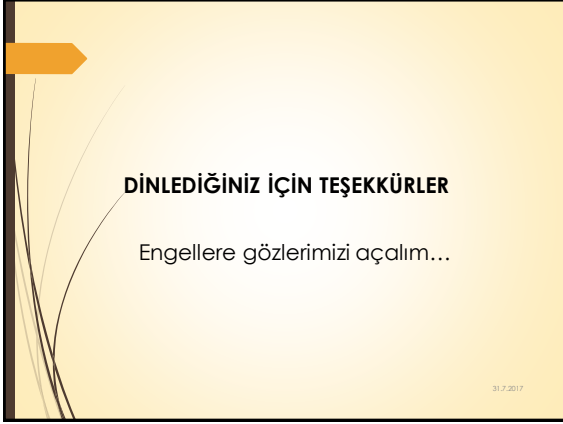 DİNLEDİĞİNİZ İÇİN TEŞEKKÜRLER
Engellere gözlerimizi açalım…
31.7.2017